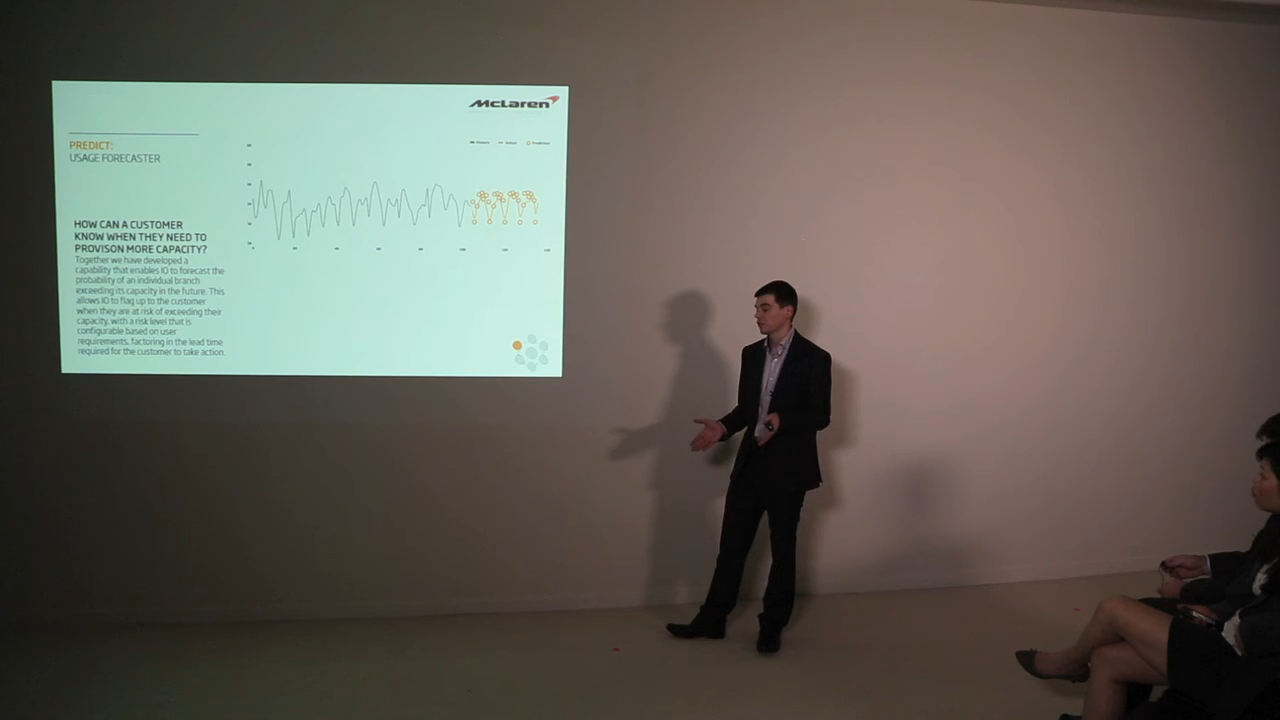 McLaren
PREDICT:
USAGE FORECASTER
HOW CAN A CUSTOMER
KNOW WHEN THEY NEED TO
PROVISON MORE CAPACITY?
Together we have developed a
capability that enables IO to forecast the
probability of an individual branch
exceeding its capacity in the future. This
allows IO to flag up to the customer
when they are at risk of exceeding their
capacity, with a risk level that is
configurable based on user
requirements, factoring in the lead time
required for the customer to take action.